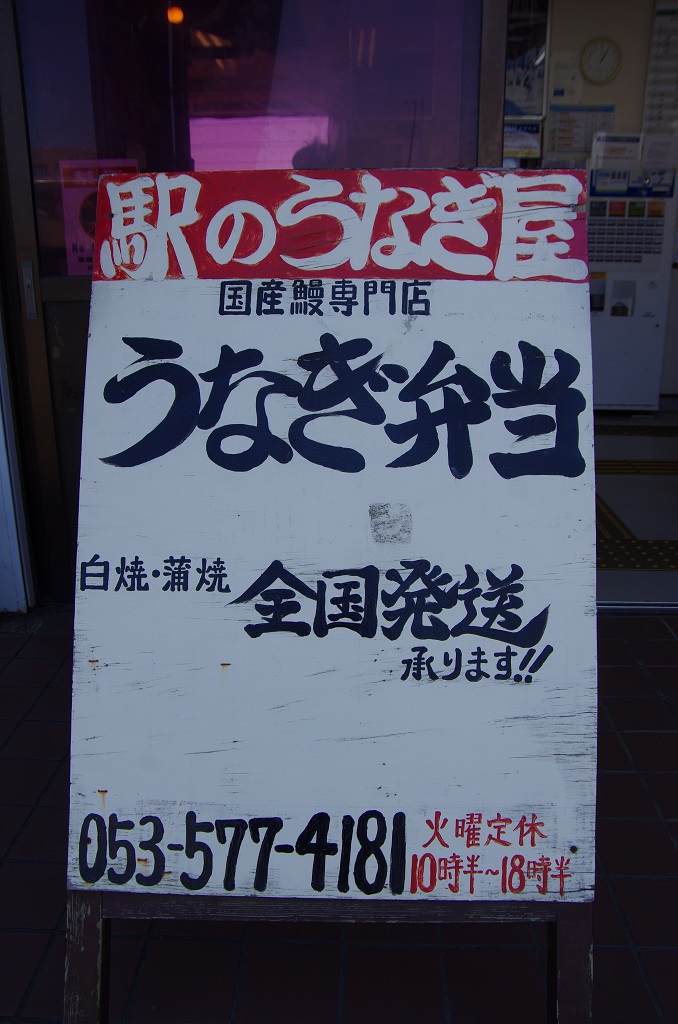 駅のうなぎ屋
国産鰻専門店
うなぎ弁当
白焼・蒲焼 全国発送
承ります!!
053-577-4181
火曜定休
10時半~18時半